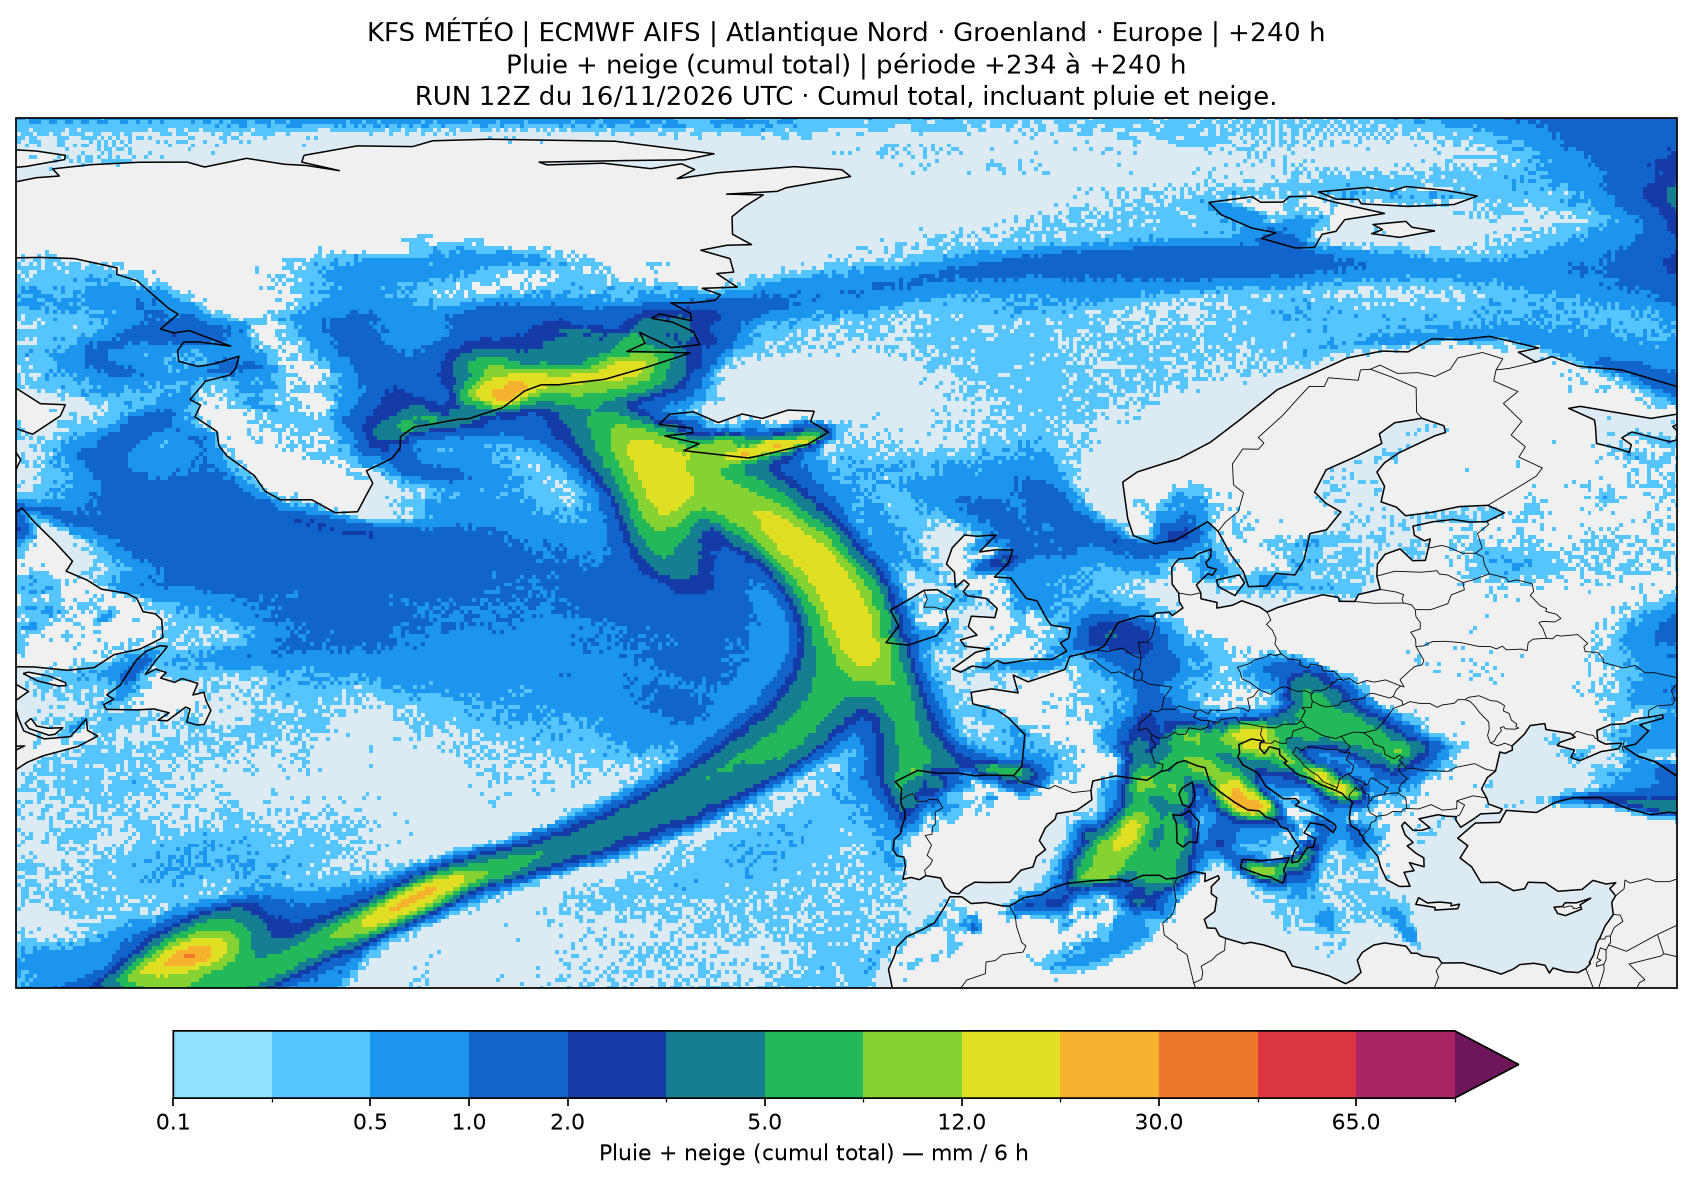 KFS MÉTÉO | ECMWF AIFS | Atlantique Nord · Groenland · Europe | +240 h
Pluie + neige (cumul total) | période +234 à +240 h
RUN 12Z du 16/11/2026 UTC · Cumul total, incluant pluie et neige.
0.1 0.5 1.0 2.0 5.0 12.0 30.0 65.0
Pluie + neige (cumul total) — mm / 6 h